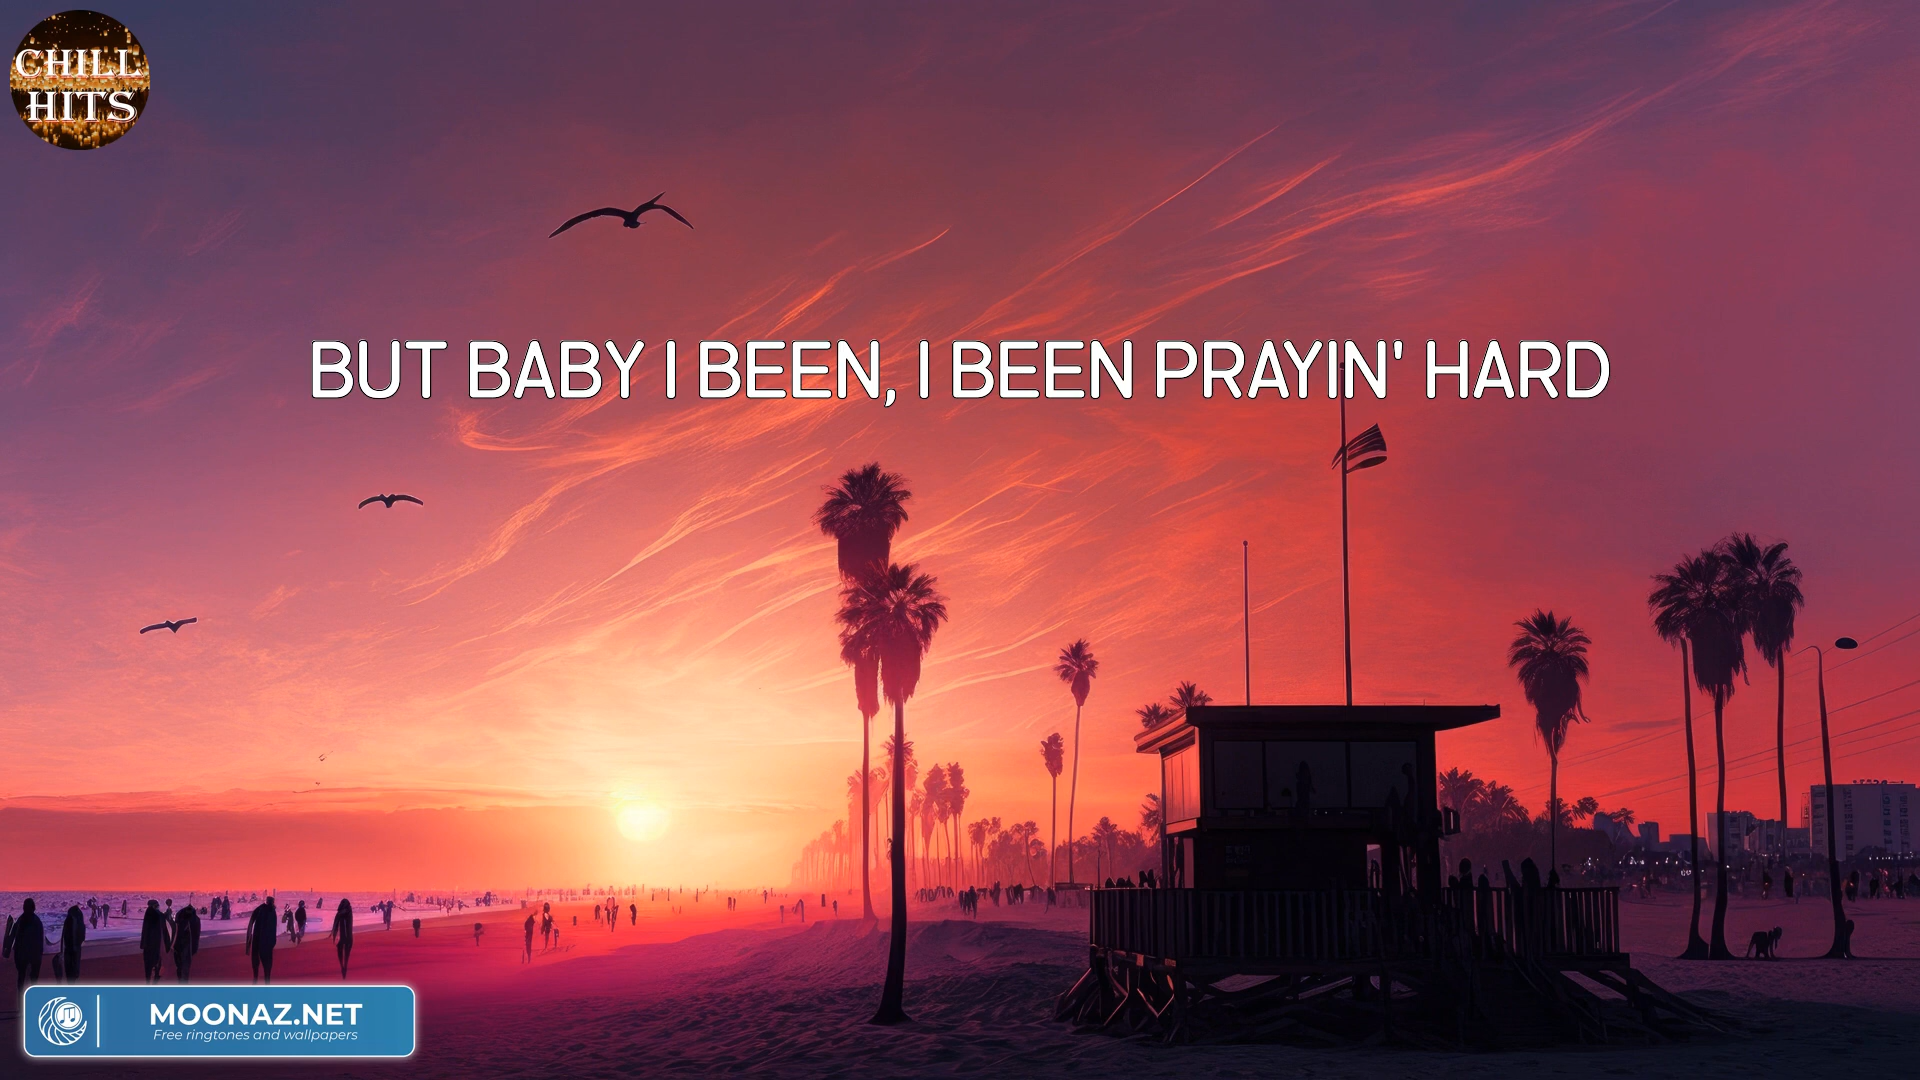 CHILL
HITS
BUT BABY I BEEN, I BEEN PRAYIN' HARD
MOONAZ.NET
Free ringtones and wallpapers